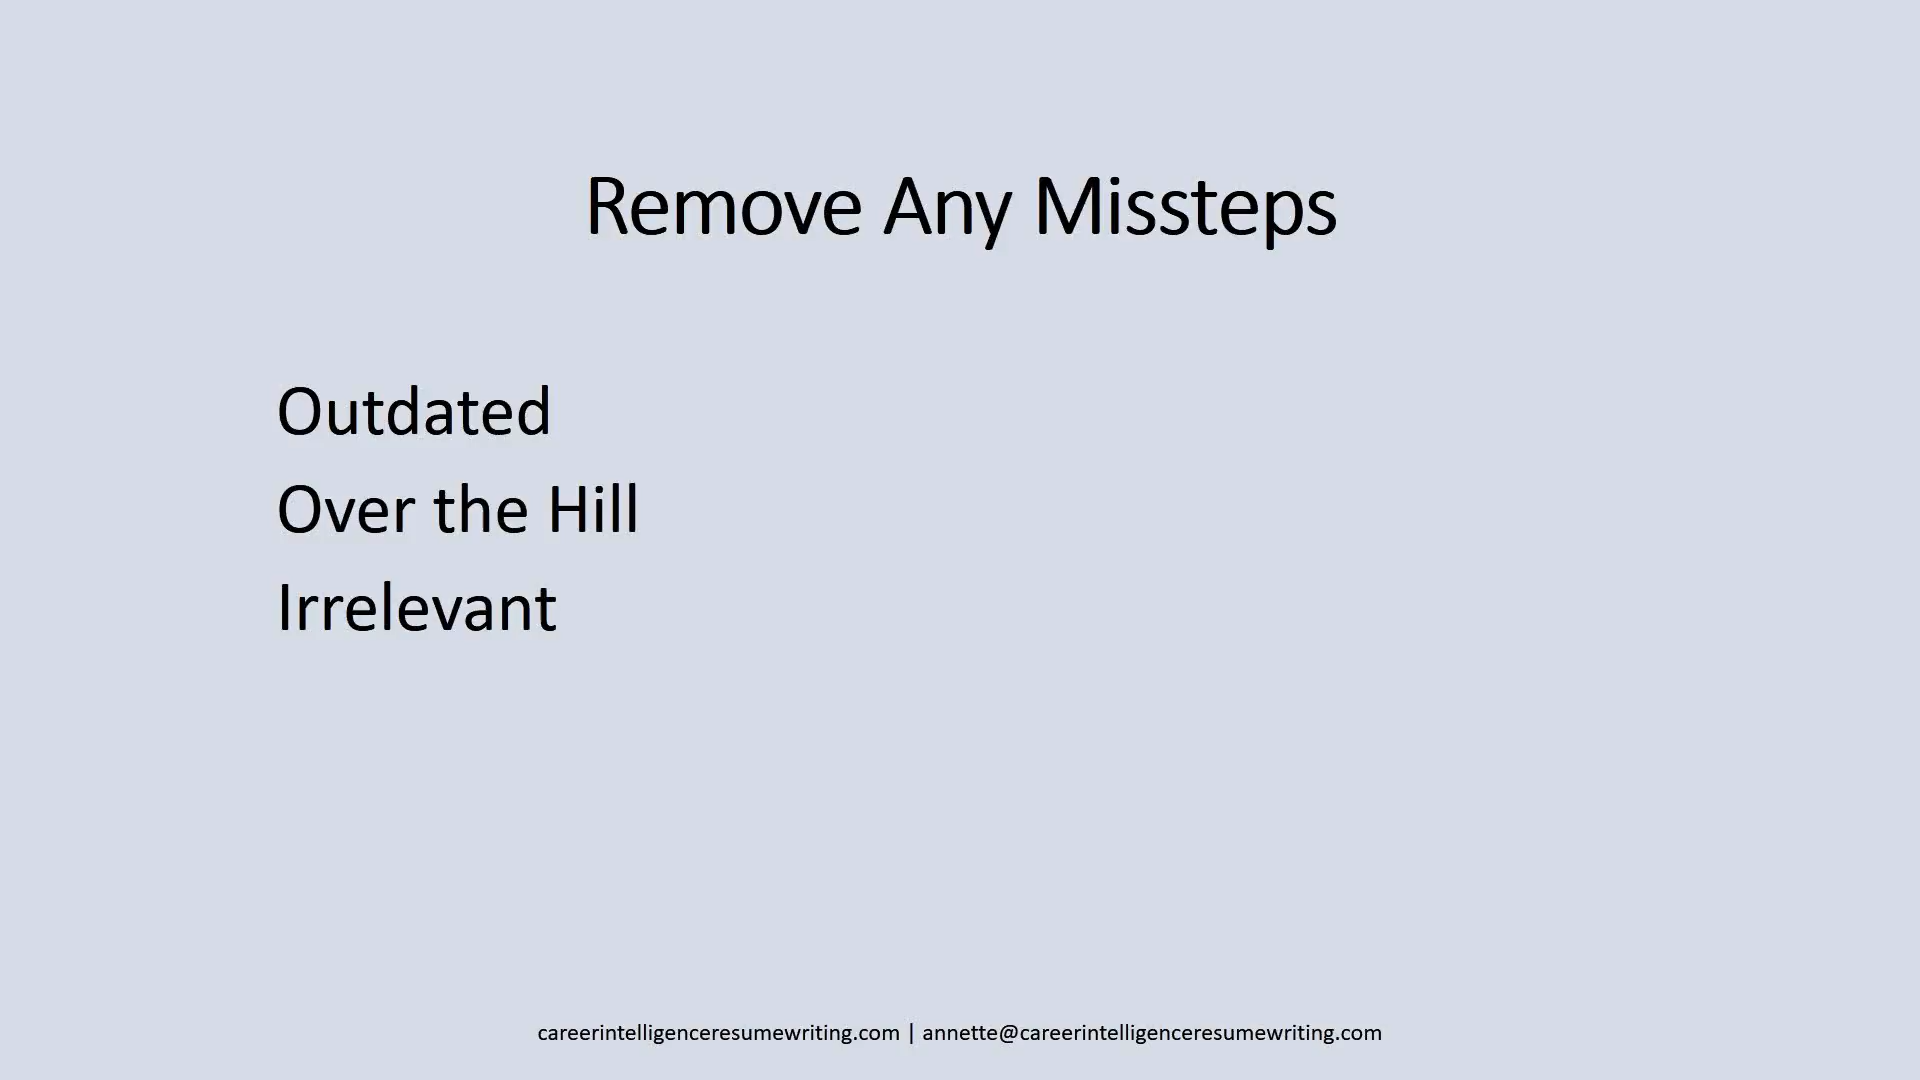 Remove Any Missteps
Outdated
Over the Hill
Irrelevant
careerintelligenceresumewriting.com | annette@careerintelligenceresumewriting.com